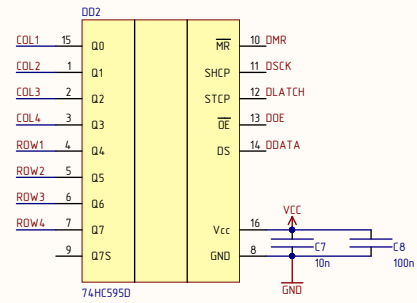 DD2
COL1 15 Q0 MR 10 DMR
COL2 1 Q1 SHCP 11 DSCK
COL3 2 Q2 STCP 12 DLATCH
COL4 3 Q3 OE 13 DOE
ROW1 4 Q4 DS 14 DDATA
ROW2 5 Q5
ROW3 6 Q6
ROW4 7 Q7 Vcc 16 VCC
9 Q7S GND 8 C7 C8
10n 100n
74HC595D GND